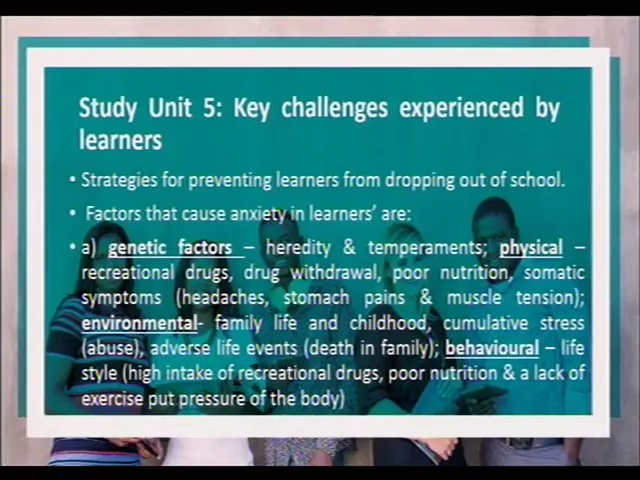 Study Unit 5: Key challenges experienced by
learners
• Strategies for preventing learners from dropping out of school.
• Factors that cause anxiety in learners’ are:
• a) genetic factors – heredity & temperaments; physical –
recreational drugs, drug withdrawal, poor nutrition, somatic
symptoms (headaches, stomach pains & muscle tension);
environmental- family life and childhood, cumulative stress
(abuse), adverse life events (death in family); behavioural – life
style (high intake of recreational drugs, poor nutrition & a lack of
exercise put pressure of the body)